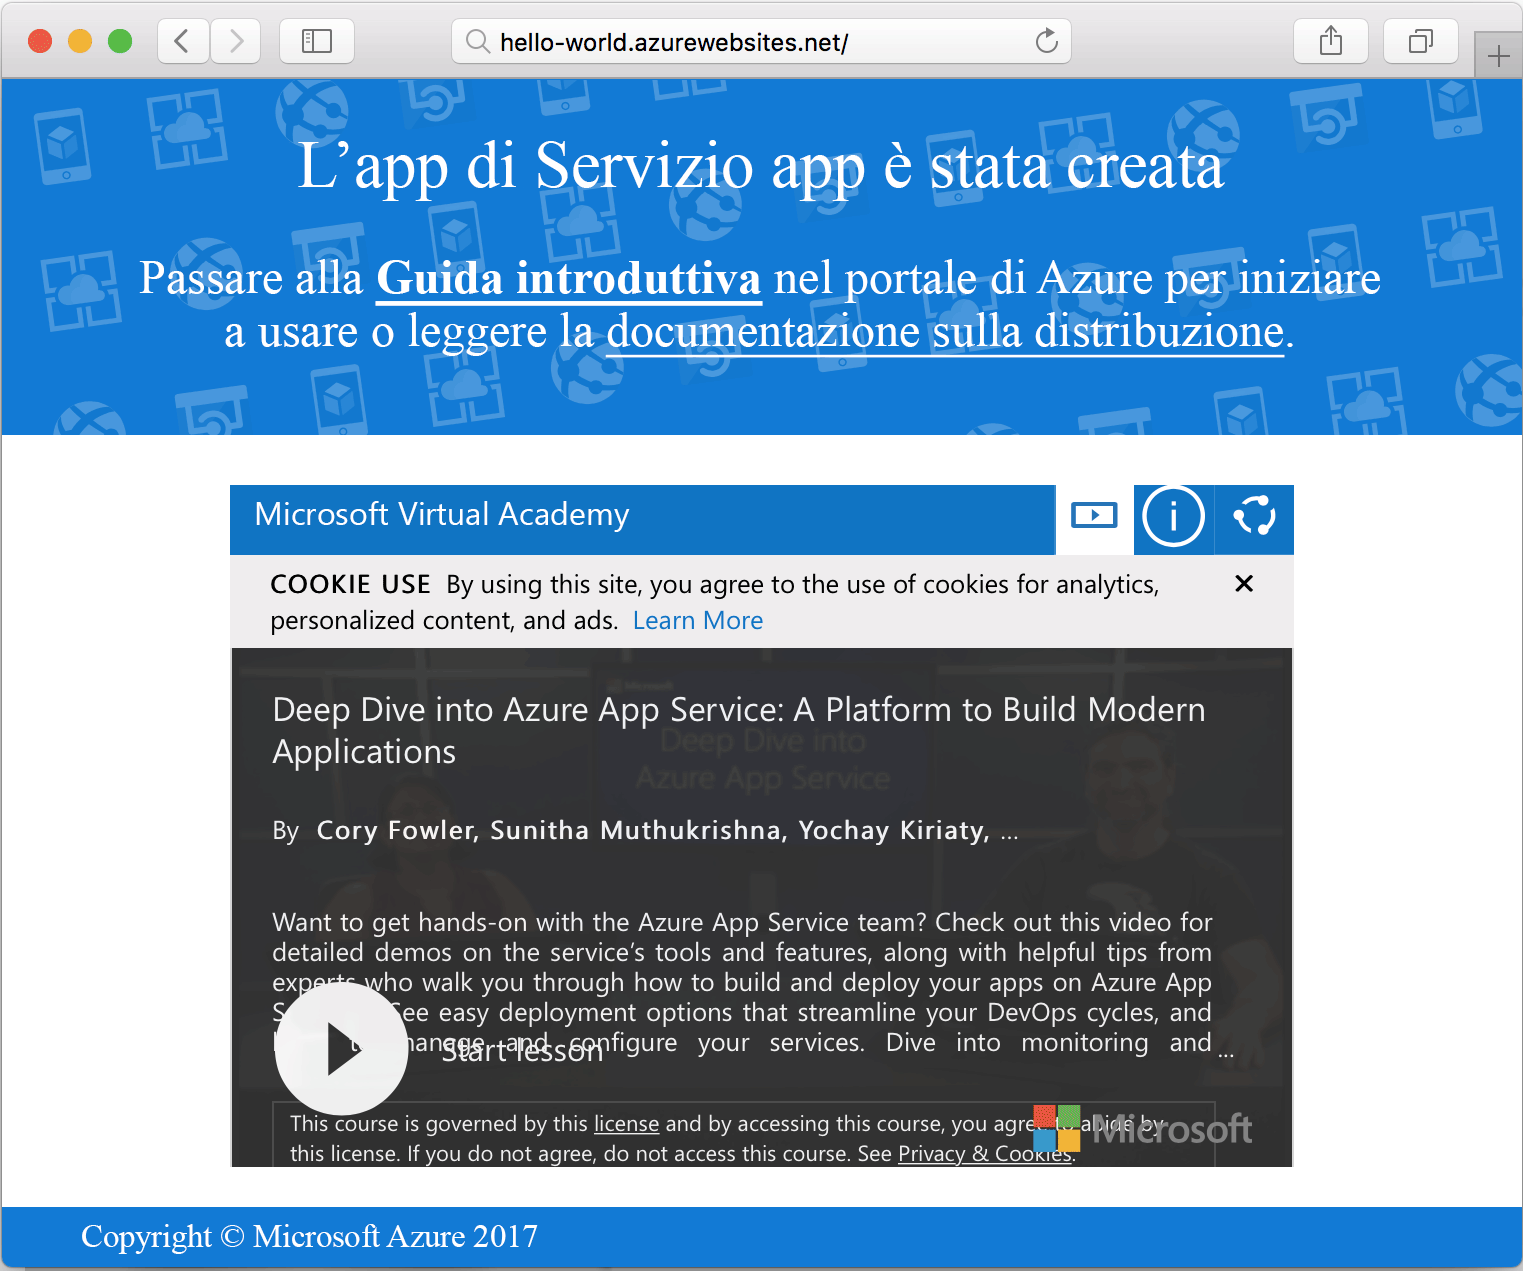 hello-world.azurewebsites.net/
L’app di Servizio app è stata creata
Passare alla Guida introduttiva nel portale di Azure per iniziare
a usare o leggere la documentazione sulla distribuzione.
Microsoft Virtual Academy
COOKIE USE By using this site, you agree to the use of cookies for analytics,
personalized content, and ads. Learn More
Microsoft
Deep Dive into Azure App Service: A Platform to Build Modern
Applications
Deep Dive into
Azure App Service
By Cory Fowler, Sunitha Muthukrishna, Yochay Kiriaty, ...
Want to get hands-on with the Azure App Service team? Check out this video for
detailed demos on the service’s tools and features, along with helpful tips from
experts who walk you through how to build and deploy your apps on Azure App
See easy deployment options that streamline your DevOps cycles, and
manage and configure your services. Dive into monitoring and ...
Start lesson
This course is governed by this license and by accessing this course, you agree to abide by
this license. If you do not agree, do not access this course. See Privacy & Cookies.
Microsoft
Copyright © Microsoft Azure 2017